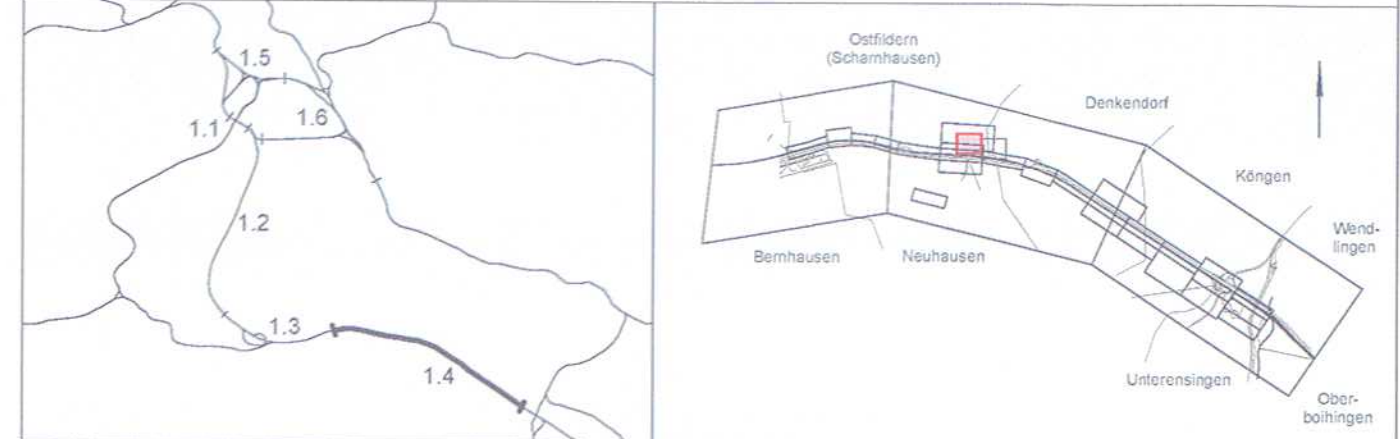 1.5
1.6
1.1
1.2
1.3
1.4
Ostfildern
(Scharnhausen)
Denkendorf
Köngen
Wend-
lingen
Bernhausen
Neuhausen
Unterensingen
Ober-
boihingen